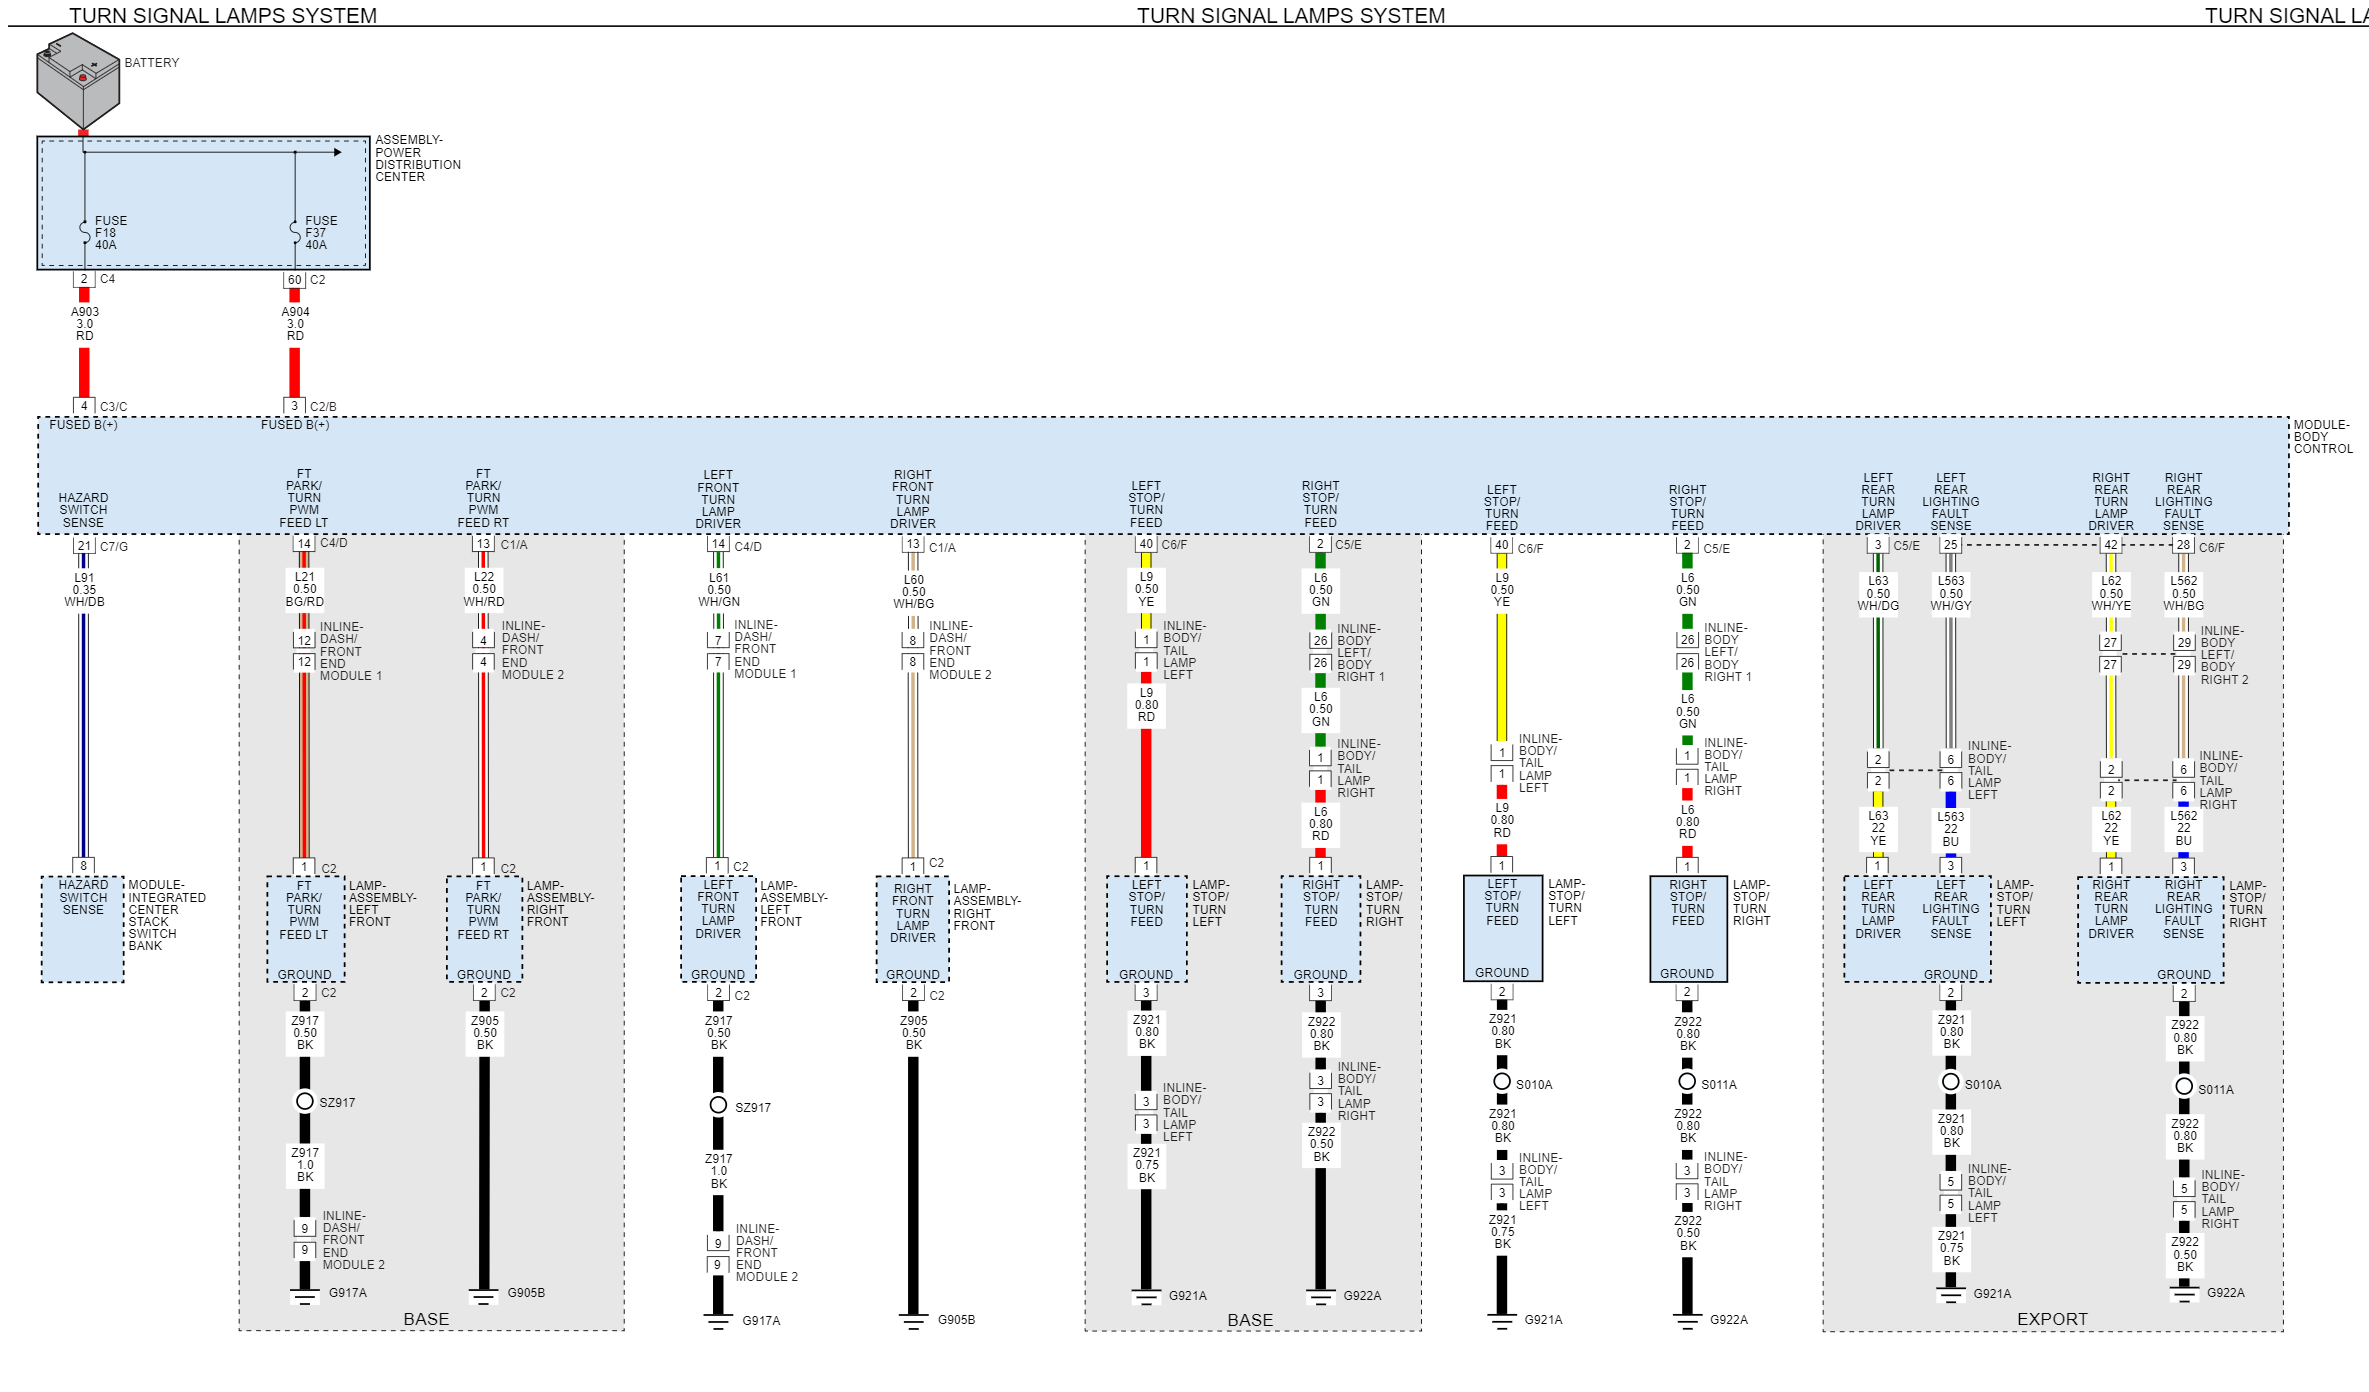 TURN SIGNAL LAMPS SYSTEM
TURN SIGNAL LAMPS SYSTEM
TURN SIGNAL LA
BATTERY
ASSEMBLY-
POWER
DISTRIBUTION
CENTER
FUSE
F18
40A
FUSE
F37
40A
2 C4
60 C2
A903
3.0
RD
A904
3.0
RD
4 C3/C
3 C2/B
FUSED B(+)
FUSED B(+)
MODULE-
BODY
CONTROL
HAZARD
SWITCH
SENSE
21 C7/G
L91
0.35
WH/DB
8
HAZARD
SWITCH
SENSE
MODULE-
INTEGRATED
CENTER
STACK
SWITCH
BANK
FT
PARK/
TURN
PWM
FEED LT
14 C4/D
L21
0.50
BG/RD
12
12
INLINE-
DASH/
FRONT
END
MODULE 1
1 C2
FT
PARK/
TURN
PWM
FEED LT
GROUND
LAMP-
ASSEMBLY-
LEFT
FRONT
2 C2
Z917
0.50
BK
SZ917
Z917
1.0
BK
9
9
INLINE-
DASH/
FRONT
END
MODULE 2
G917A
FT
PARK/
TURN
PWM
FEED RT
13 C1/A
L22
0.50
WH/RD
4
4
INLINE-
DASH/
FRONT
END
MODULE 2
1 C2
FT
PARK/
TURN
PWM
FEED RT
GROUND
LAMP-
ASSEMBLY-
RIGHT
FRONT
2 C2
Z905
0.50
BK
G905B
BASE
LEFT
FRONT
TURN
LAMP
DRIVER
14 C4/D
L61
0.50
WH/GN
7
7
INLINE-
DASH/
FRONT
END
MODULE 1
1 C2
LEFT
FRONT
TURN
LAMP
DRIVER
GROUND
LAMP-
ASSEMBLY-
LEFT
FRONT
2 C2
Z917
0.50
BK
SZ917
Z917
1.0
BK
9
9
INLINE-
DASH/
FRONT
END
MODULE 2
G917A
RIGHT
FRONT
TURN
LAMP
DRIVER
13 C1/A
L60
0.50
WH/BG
8
8
INLINE-
DASH/
FRONT
END
MODULE 2
1 C2
RIGHT
FRONT
TURN
LAMP
DRIVER
GROUND
LAMP-
ASSEMBLY-
RIGHT
FRONT
2 C2
Z905
0.50
BK
G905B
LEFT
STOP/
TURN
FEED
40 C6/F
L9
0.50
YE
1
1
INLINE-
BODY/
TAIL
LAMP
LEFT
L9
0.80
RD
1
LEFT
STOP/
TURN
FEED
GROUND
LAMP-
STOP/
TURN
LEFT
3
Z921
0.80
BK
3
3
INLINE-
BODY/
TAIL
LAMP
LEFT
Z921
0.75
BK
G921A
RIGHT
STOP/
TURN
FEED
2 C5/E
L6
0.50
GN
26
26
INLINE-
BODY
LEFT/
BODY
RIGHT 1
L6
0.50
GN
1
1
INLINE-
BODY/
TAIL
LAMP
RIGHT
L6
0.80
RD
1
RIGHT
STOP/
TURN
FEED
GROUND
LAMP-
STOP/
TURN
RIGHT
3
Z922
0.80
BK
3
3
INLINE-
BODY/
TAIL
LAMP
RIGHT
Z922
0.50
BK
G922A
BASE
LEFT
STOP/
TURN
FEED
40 C6/F
L9
0.50
YE
1
1
INLINE-
BODY/
TAIL
LAMP
LEFT
L9
0.80
RD
1
LEFT
STOP/
TURN
FEED
GROUND
LAMP-
STOP/
TURN
LEFT
2
Z921
0.80
BK
S010A
Z921
0.80
BK
3
3
INLINE-
BODY/
TAIL
LAMP
LEFT
Z921
0.75
BK
G921A
RIGHT
STOP/
TURN
FEED
2 C5/E
L6
0.50
GN
26
26
INLINE-
BODY
LEFT/
BODY
RIGHT 1
L6
0.50
GN
1
1
INLINE-
BODY/
TAIL
LAMP
RIGHT
L6
0.80
RD
1
RIGHT
STOP/
TURN
FEED
GROUND
LAMP-
STOP/
TURN
RIGHT
2
Z922
0.80
BK
S011A
Z922
0.80
BK
3
3
INLINE-
BODY/
TAIL
LAMP
RIGHT
Z922
0.50
BK
G922A
LEFT
REAR
TURN
LAMP
DRIVER
3 C5/E
L63
0.50
WH/DG
2
2
L63
22
YE
1
LEFT
REAR
TURN
LAMP
DRIVER
LEFT
REAR
LIGHTING
FAULT
SENSE
25
L563
0.50
WH/GY
6
6
INLINE-
BODY/
TAIL
LAMP
LEFT
L563
22
BU
3
LEFT
REAR
LIGHTING
FAULT
SENSE
GROUND
LAMP-
STOP/
TURN
LEFT
2
Z921
0.80
BK
S010A
Z921
0.80
BK
5
5
INLINE-
BODY/
TAIL
LAMP
LEFT
Z921
0.75
BK
G921A
RIGHT
REAR
TURN
LAMP
DRIVER
42
L62
0.50
WH/YE
27
27
2
2
L62
22
YE
1
RIGHT
REAR
TURN
LAMP
DRIVER
RIGHT
REAR
LIGHTING
FAULT
SENSE
28 C6/F
L562
0.50
WH/BG
29
29
INLINE-
BODY
LEFT/
BODY
RIGHT 2
6
6
INLINE-
BODY/
TAIL
LAMP
RIGHT
L562
22
BU
3
RIGHT
REAR
LIGHTING
FAULT
SENSE
GROUND
LAMP-
STOP/
TURN
RIGHT
2
Z922
0.80
BK
S011A
Z922
0.80
BK
5
5
INLINE-
BODY/
TAIL
LAMP
RIGHT
Z922
0.50
BK
G922A
EXPORT